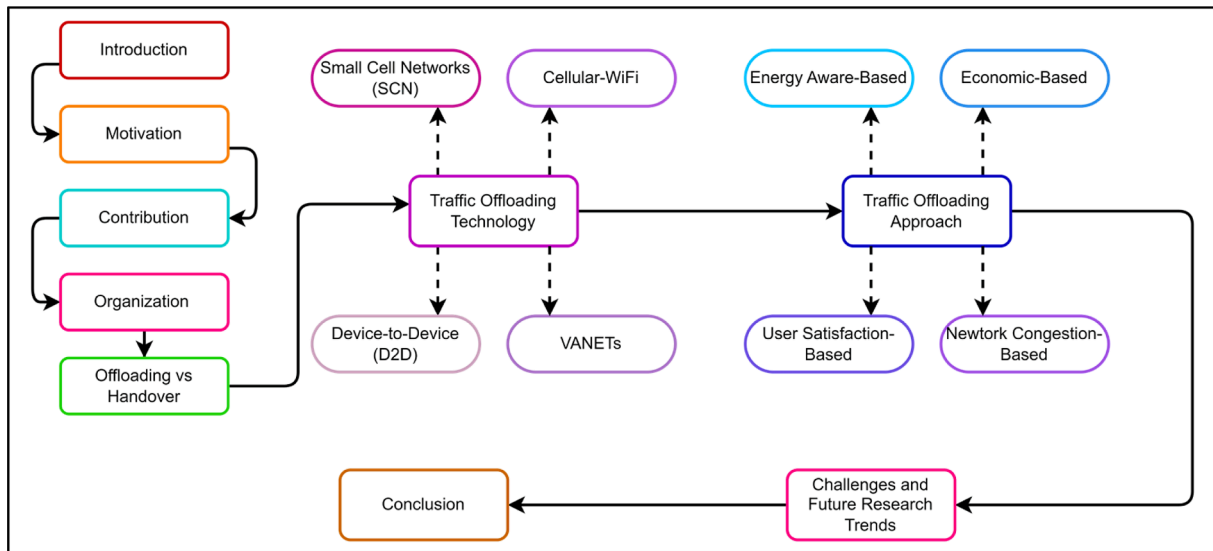 Introduction
Motivation
Contribution
Organization
Offloading vs
Handover
Small Cell Networks
(SCN)
Cellular-WiFi
Traffic Offloading
Technology
Device-to-Device
(D2D)
VANETs
Energy Aware-Based
Economic-Based
Traffic Offloading
Approach
User Satisfaction-
Based
Newtork Congestion-
Based
Challenges and
Future Research
Trends
Conclusion